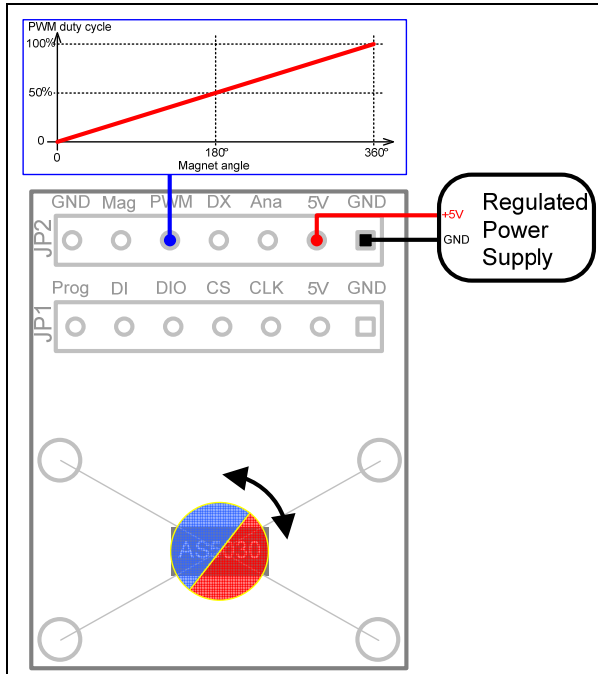 PWM duty cycle
100%
50%
0
0 180° 360°
Magnet angle
GND Mag PWM DX Ana 5V GND
JP2
+5V
GND
Regulated
Power
Supply
Prog DI DIO CS CLK 5V GND
JP1
AS5030